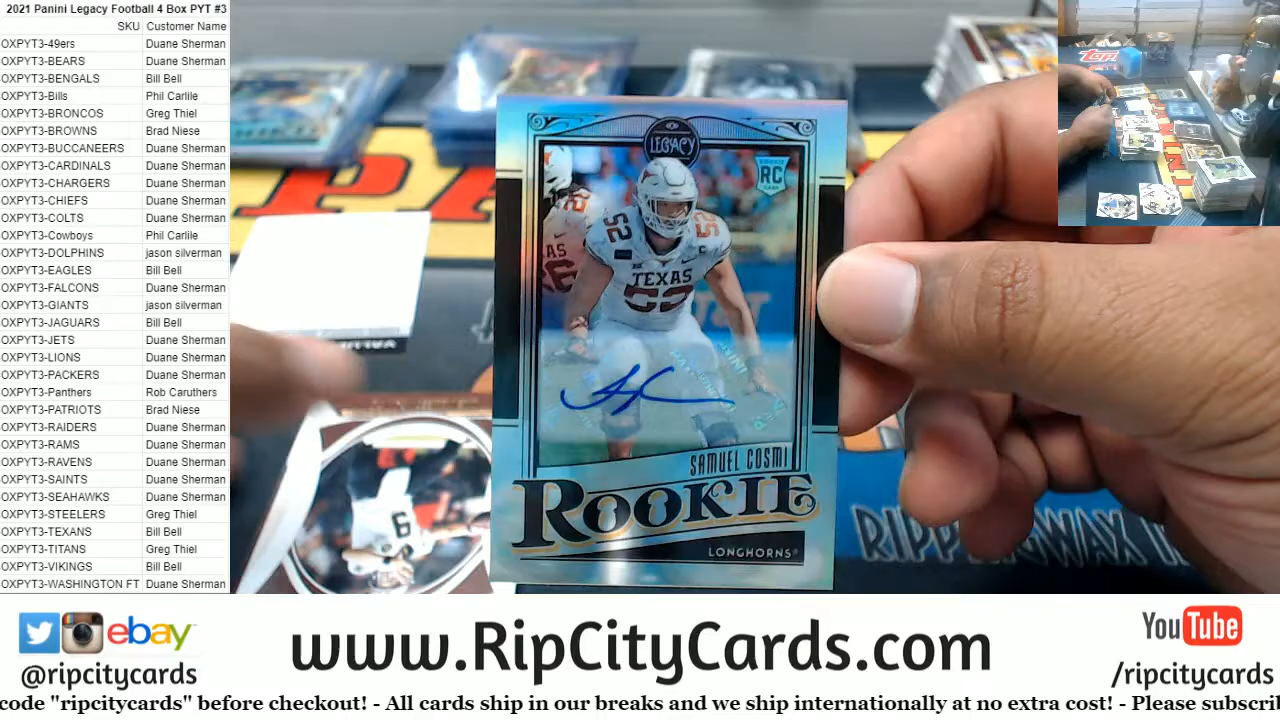 2021 Panini Legacy Football 4 Box PYT #3
SKU Customer Name
OXPYT3-49ers Duane Sherman
OXPYT3-BEARS Duane Sherman
OXPYT3-BENGALS Bill Bell
OXPYT3-Bills Phil Carlile
OXPYT3-BRONCOS Greg Thiel
OXPYT3-BROWNS Brad Niese
OXPYT3-BUCCANEERS Duane Sherman
OXPYT3-CARDINALS Duane Sherman
OXPYT3-CHARGERS Duane Sherman
OXPYT3-CHIEFS Duane Sherman
OXPYT3-COLTS Duane Sherman
OXPYT3-Cowboys Phil Carlile
OXPYT3-DOLPHINS jason silverman
OXPYT3-EAGLES Bill Bell
OXPYT3-FALCONS Duane Sherman
OXPYT3-GIANTS jason silverman
OXPYT3-JAGUARS Bill Bell
OXPYT3-JETS Duane Sherman
OXPYT3-LIONS Duane Sherman
OXPYT3-PACKERS Duane Sherman
OXPYT3-Panthers Rob Caruthers
OXPYT3-PATRIOTS Brad Niese
OXPYT3-RAIDERS Duane Sherman
OXPYT3-RAMS Duane Sherman
OXPYT3-RAVENS Duane Sherman
OXPYT3-SAINTS Duane Sherman
OXPYT3-SEAHAWKS Duane Sherman
OXPYT3-STEELERS Greg Thiel
OXPYT3-TEXANS Bill Bell
OXPYT3-TITANS Greg Thiel
OXPYT3-VIKINGS Bill Bell
OXPYT3-WASHINGTON FT Duane Sherman
LEGACY
ROOKIE
RC
CARD
52 52
TEXAS
52
SAMUEL COSMI
ROOKIE
LONGHORNS®
9
topps
ebay
@ripcitycards
www.RipCityCards.com
YouTube
/ripcitycards
code "ripcitycards" before checkout! - All cards ship in our breaks and we ship internationally at no extra cost! - Please subscri